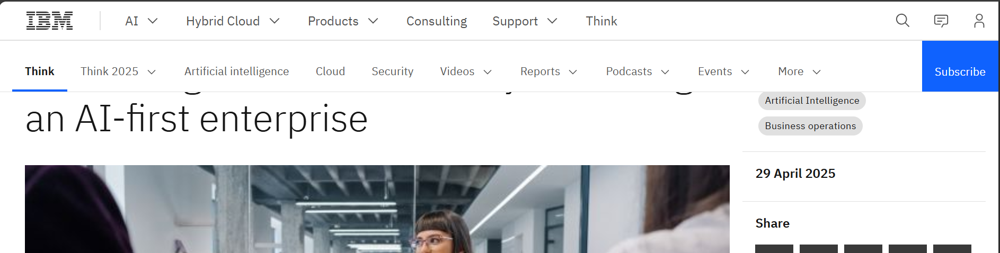 IBM
AI
Hybrid Cloud
Products
Consulting
Support
Think
Think
Think 2025
Artificial intelligence
Cloud
Security
Videos
Reports
Podcasts
Events
More
Subscribe
an AI-first enterprise
Artificial Intelligence
Business operations
29 April 2025
Share